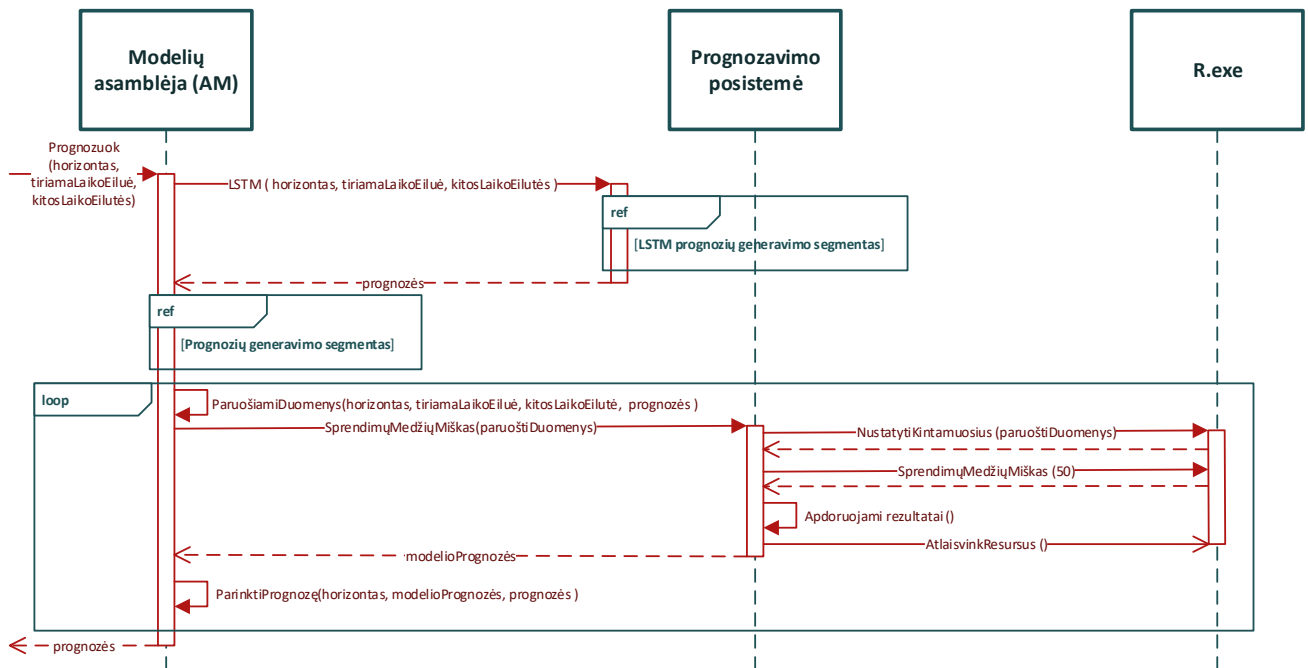 Modelių
asamblėja (AM)
Prognozavimo
posistemė
R.exe
Prognozuok
(horizontas,
tiriamaLaikoEiluė,
kitosLaikoEilutės)
LSTM ( horizontas, tiriamaLaikoEiluė, kitosLaikoEilutės )
ref
[LSTM prognozių generavimo segmentas]
prognozės
ref
[Prognozių generavimo segmentas]
loop
ParuošiamiDuomenys(horizontas, tiriamaLaikoEiluė, kitosLaikoEilutė, prognozės )
SprendimųMedžiųMiškas(paruoštiDuomenys)
NustatytiKintamuosius (paruoštiDuomenys)
SprendimųMedžiųMiškas (50)
Apdoruojami rezultatai ()
AtlaisvinkResursus ()
modelioPrognozės
ParinktiPrognozę(horizontas, modelioPrognozės, prognozės )
prognozės